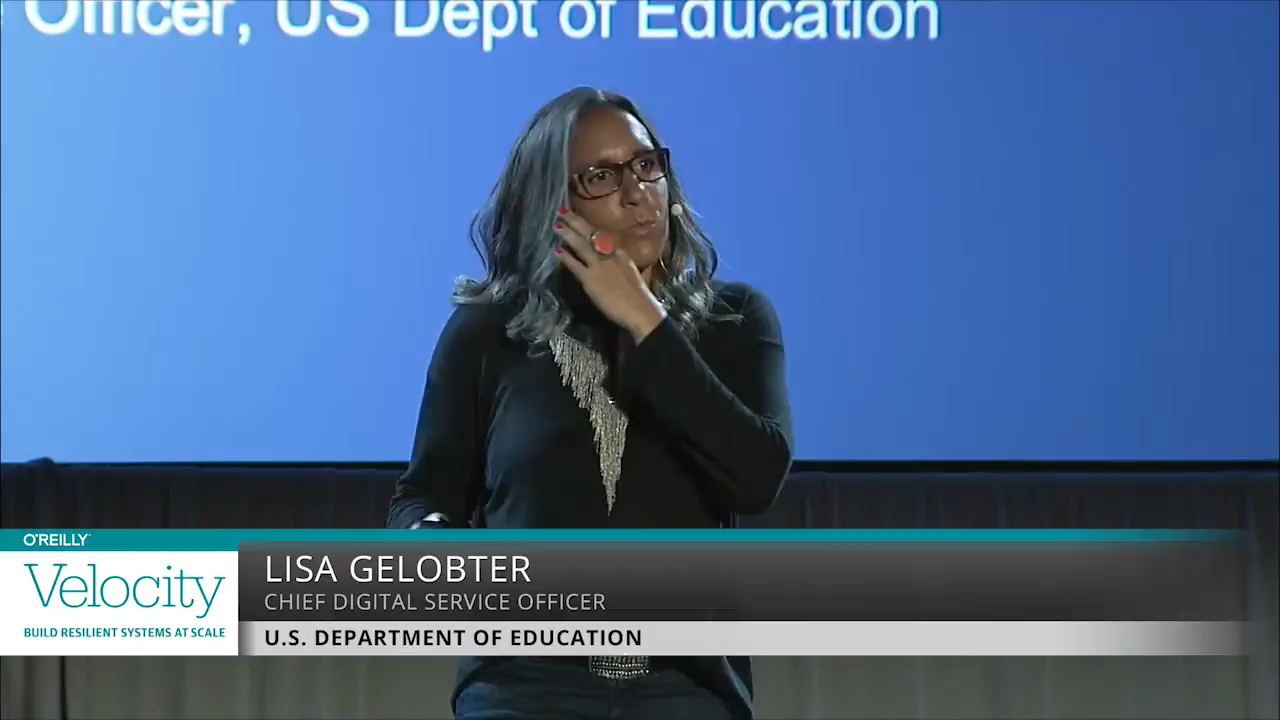 Officer, US Dept of Education
O'REILLY
Velocity
BUILD RESILIENT SYSTEMS AT SCALE
LISA GELOBTER
CHIEF DIGITAL SERVICE OFFICER
U.S. DEPARTMENT OF EDUCATION